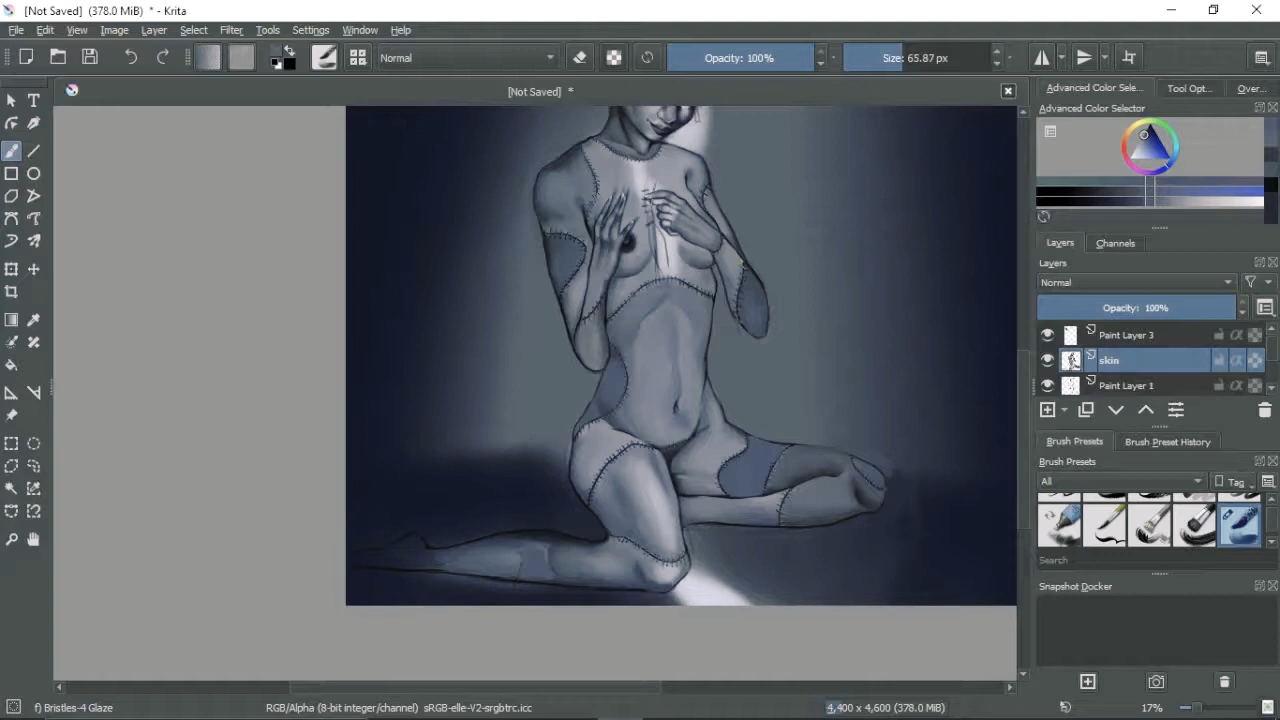 [Not Saved] (378.0 MiB) * - Krita
File Edit View Image Layer Select Filter Tools Settings Window Help
Normal Opacity: 100% Size: 65.87 px
[Not Saved] *
Advanced Color Sele... Tool Opt... Over...
Advanced Color Selector
Layers Channels
Layers
Normal
Opacity: 100%
Paint Layer 3
skin
Paint Layer 1
Brush Presets Brush Preset History
Brush Presets
All Tag
Search
Snapshot Docker
f) Bristles-4 Glaze RGB/Alpha (8-bit integer/channel) sRGB-elle-V2-srgbtrc.icc 4,400 x 4,600 (378.0 MiB) 17%